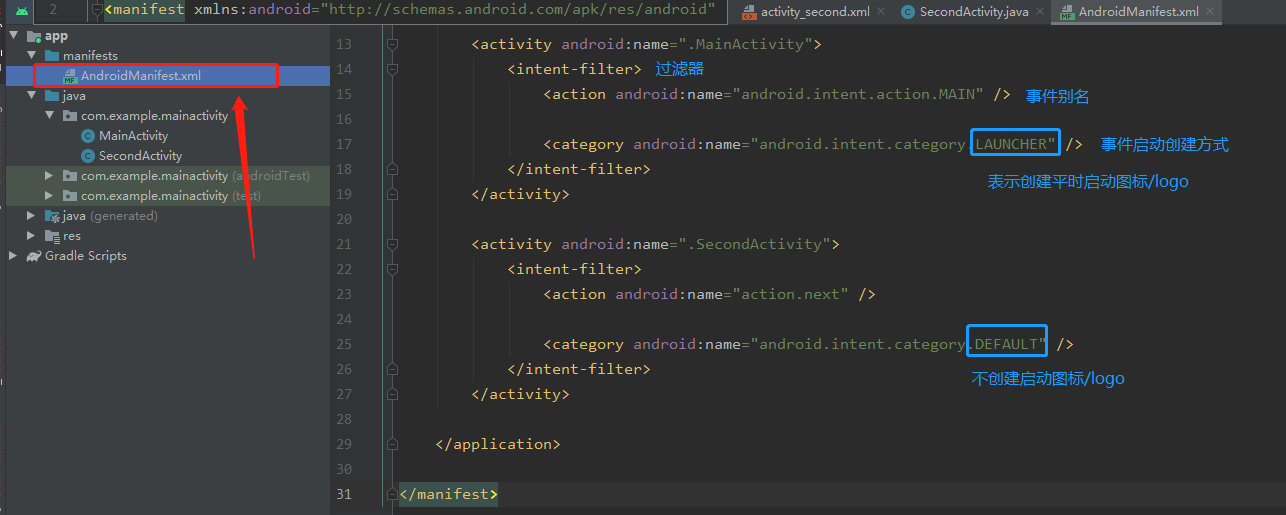 2 <manifest xmlns:android="http://schemas.android.com/apk/res/android"
activity_second.xml SecondActivity.java AndroidManifest.xml
app
manifests
AndroidManifest.xml
java
com.example.mainactivity
MainActivity
SecondActivity
com.example.mainactivity (androidTest)
com.example.mainactivity (test)
java (generated)
res
Gradle Scripts
13 <activity android:name=".MainActivity">
14 <intent-filter> 过滤器
15 <action android:name="android.intent.action.MAIN" /> 事件别名
16
17 <category android:name="android.intent.category.LAUNCHER" /> 事件启动创建方式
18 </intent-filter>
表示创建平时启动图标/logo
19 </activity>
20
21 <activity android:name=".SecondActivity">
22 <intent-filter>
23 <action android:name="action.next" />
24
25 <category android:name="android.intent.category.DEFAULT" />
26 </intent-filter>
不创建启动图标/logo
27 </activity>
28
29 </application>
30
31 </manifest>